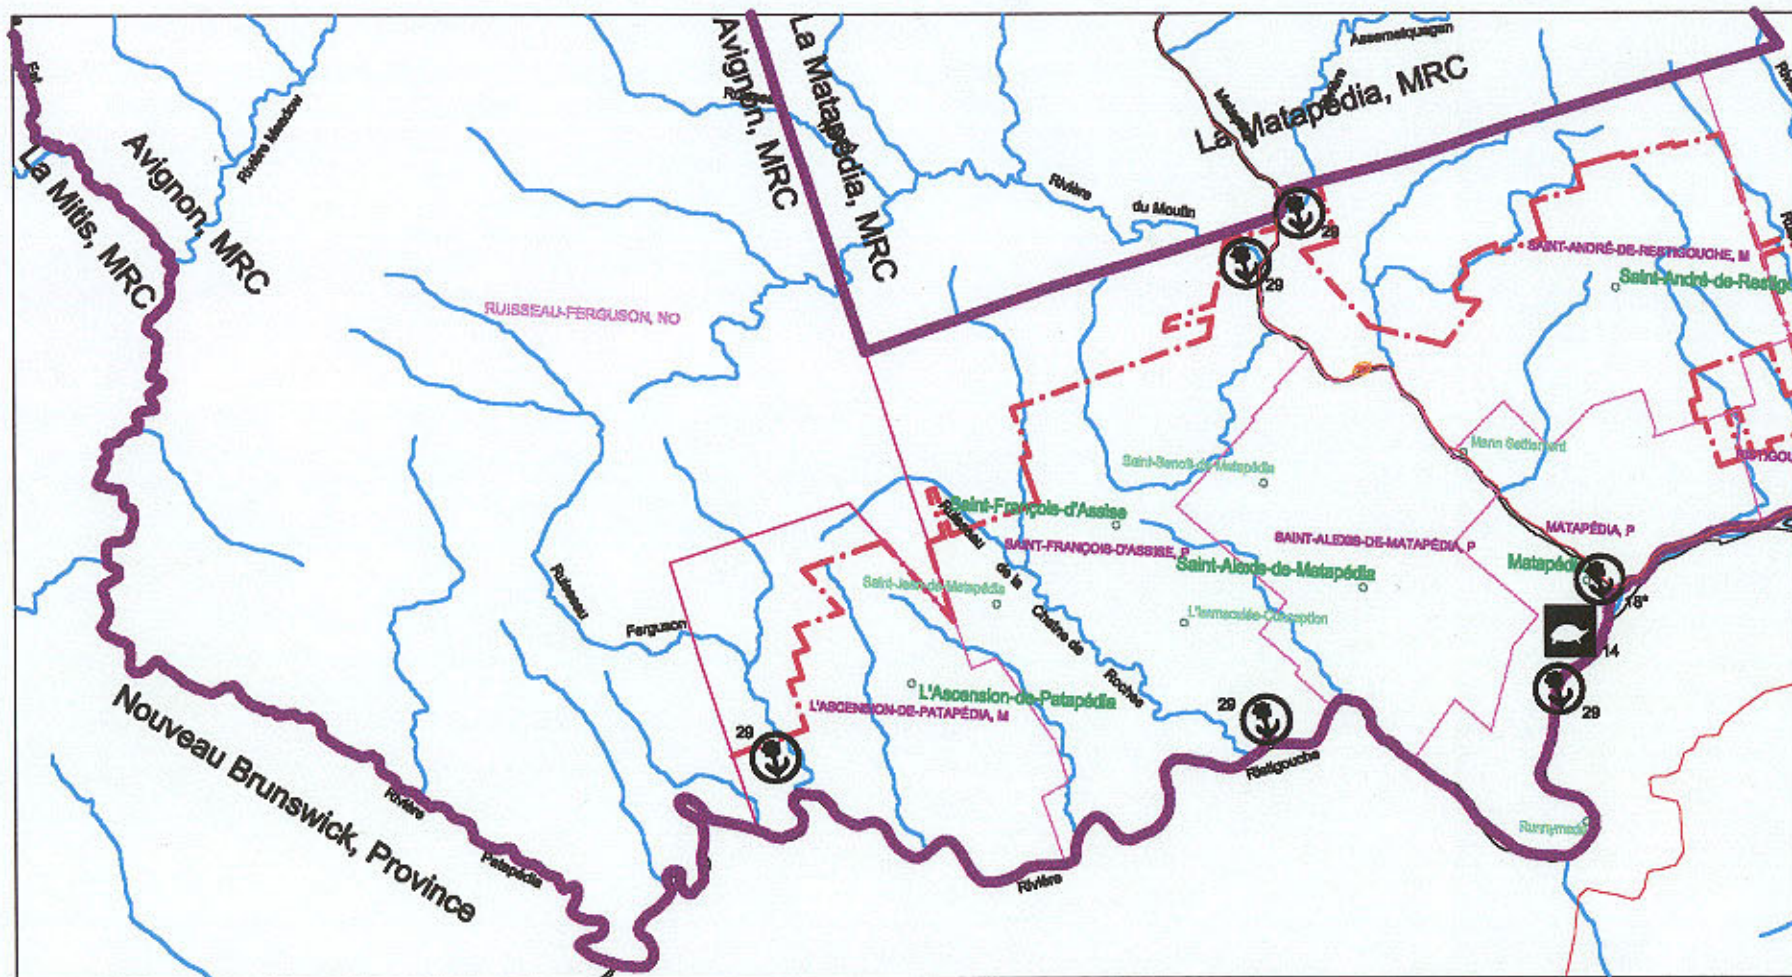 Avignon, MRC
La Mitis, MRC
Rivière Meadow
Avignon, MRC
La Matapédia, MRC
La Matapédia, MRC
Assemetquagan
Rivière
du Moulin
29
29
RUISSEAU-FERGUSON, NO
SAINT-ANDRÉ-DE-RESTIGOUCHE, M
Saint-André-de-Restig
Saint-Benoît-de-Matapédia
Mann Settlement
Saint-François-d'Assise
SAINT-FRANÇOIS-D'ASSISE, P
SAINT-ALEXIS-DE-MATAPÉDIA, P
MATAPÉDIA, P
Saint-Alexis-de-Matapédia
Matapédia
18*
14
29
Ruisseau
de la
Chaîne de
Roches
Ruisseau
Ferguson
Saint-Jean-de-Matapédia
L'Immaculée-Conception
L'Ascension-de-Patapédia
L'ASCENSION-DE-PATAPÉDIA, M
29
29
Ristigouche
Runnymede
Nouveau Brunswick, Province
Rivière
Patapédia
Rivière